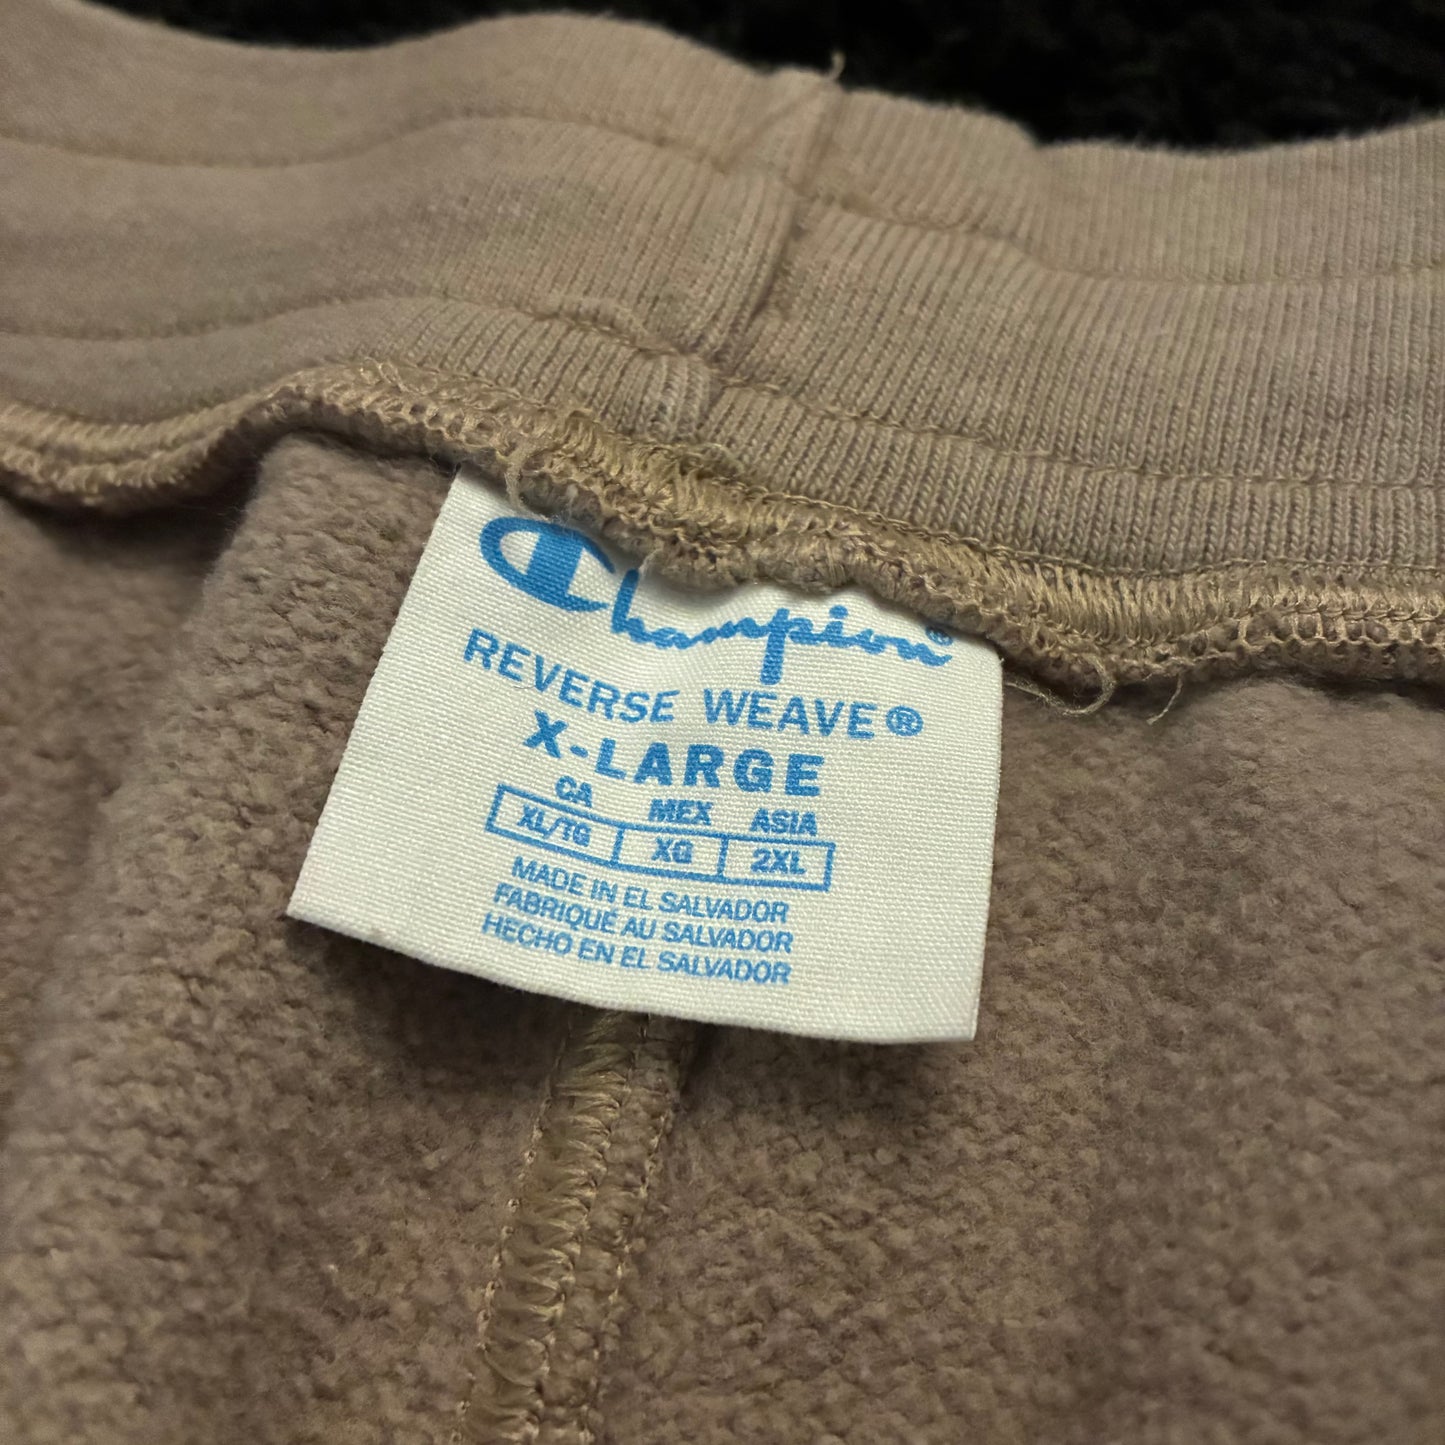 Champion®
REVERSE WEAVE®
X-LARGE
CA MEX ASIA
XL/TG XG 2XL
MADE IN EL SALVADOR
FABRIQUÉ AU SALVADOR
HECHO EN EL SALVADOR